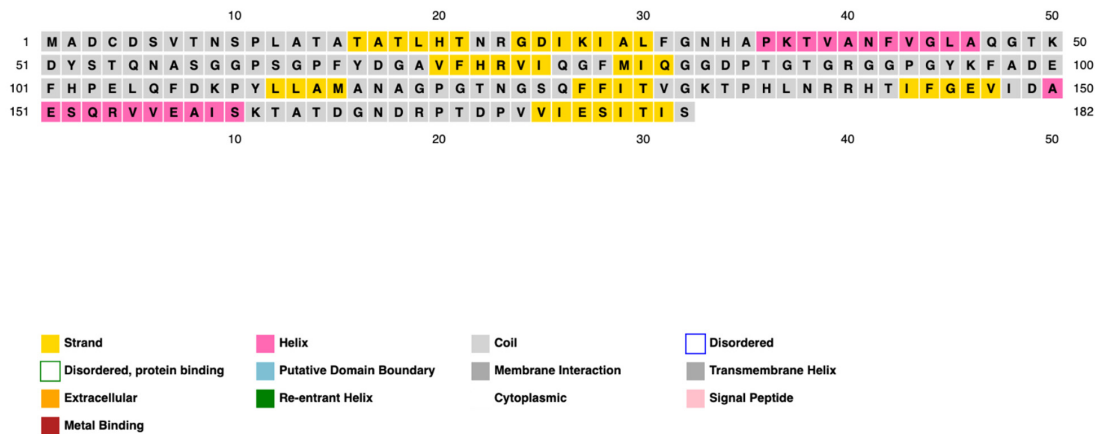 10 20 30 40 50
1 M A D C D S V T N S P L A T A T A T L H T N R G D I K I A L F G N H A P K T V A N F V G L A Q G T K 50
51 D Y S T Q N A S G G P S G P F Y D G A V F H R V I Q G F M I Q G G D P T G T G R G G P G Y K F A D E 100
101 F H P E L Q F D K P Y L L A M A N A G P G T N G S Q F F I T V G K T P H L N R R H T I F G E V I D A 150
151 E S Q R V V E A I S K T A T D G N D R P T D P V V I E S I T I S 182
10 20 30 40 50
Strand Helix Coil Disordered
Disordered, protein binding Putative Domain Boundary Membrane Interaction Transmembrane Helix
Extracellular Re-entrant Helix Cytoplasmic Signal Peptide
Metal Binding